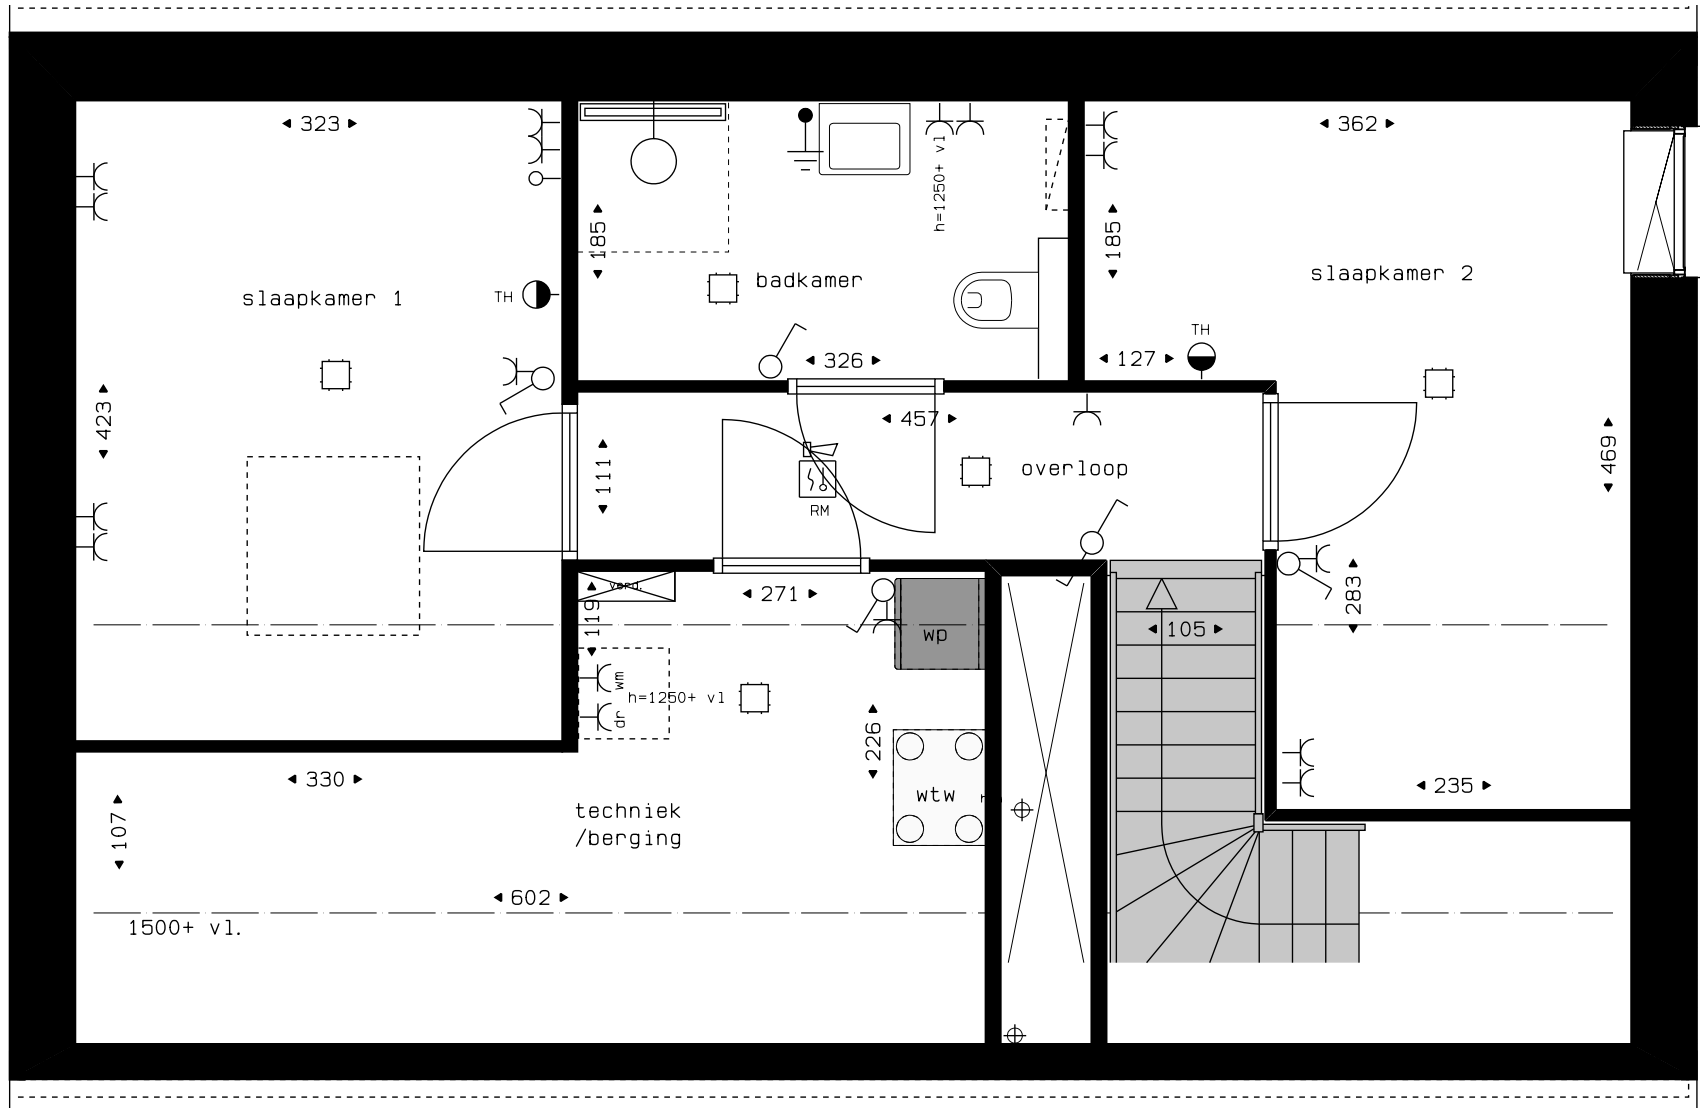 323
362
h=1250+ vl
185
185
badkamer
slaapkamer 2
slaapkamer 1
TH
TH
326
127
423
457
469
111
overloop
RM
verd.
271
119
283
105
wp
wm
h=1250+ vl
dr
226
330
235
wtw
techniek
/berging
107
602
1500+ vl.